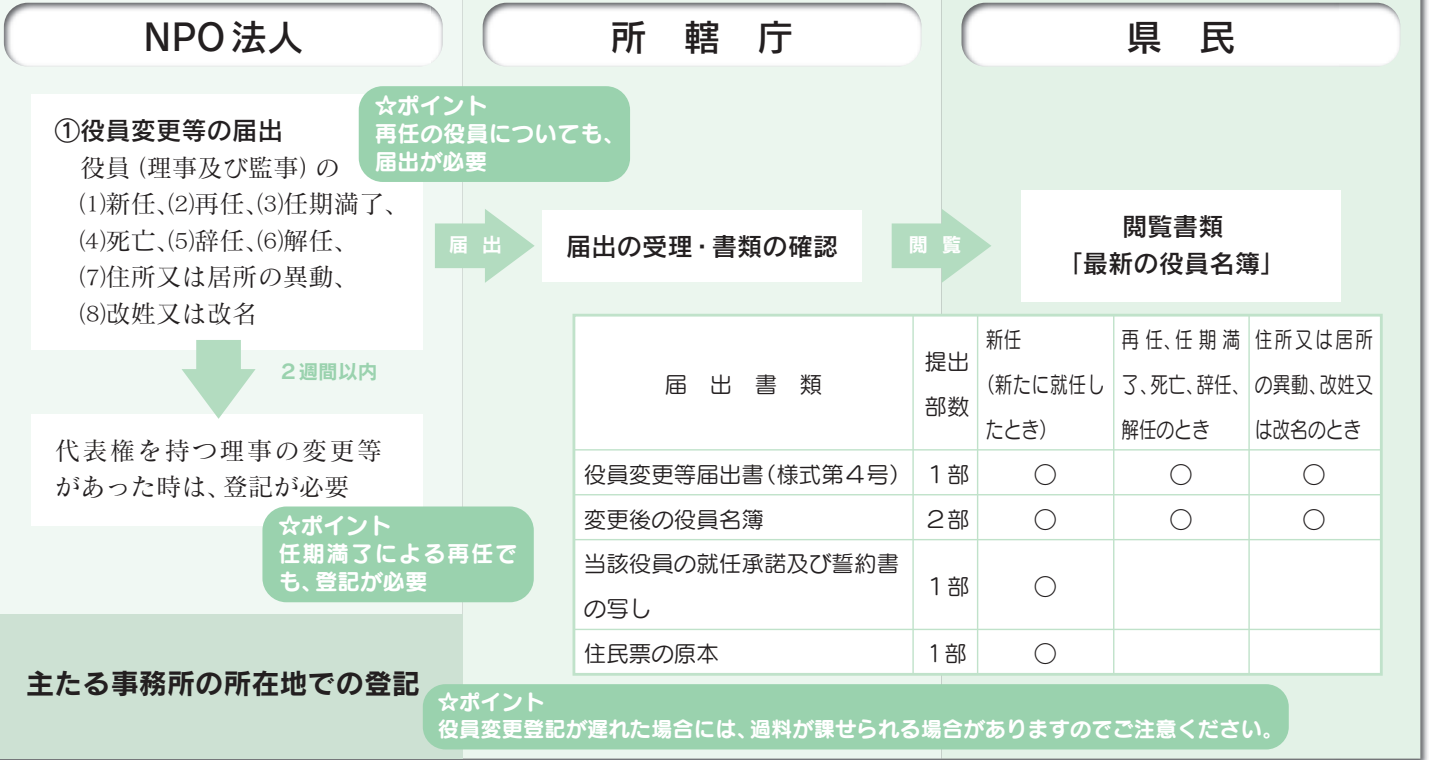 NPO法人
所轄庁
県民
①役員変更等の届出
役員(理事及び監事)の
⑴新任、⑵再任、⑶任期満了、
⑷死亡、⑸辞任、⑹解任、
⑺住所又は居所の異動、
⑻改姓又は改名
☆ポイント
再任の役員についても、
届出が必要
届出
届出の受理・書類の確認
閲覧
閲覧書類
「最新の役員名簿」
2週間以内
代表権を持つ理事の変更等
があった時は、登記が必要
☆ポイント
任期満了による再任で
も、登記が必要
届出書類
提出
部数
新任
(新たに就任し
たとき)
再任、任期満
了、死亡、辞任、
解任のとき
住所又は居所
の異動、改姓又
は改名のとき
役員変更等届出書(様式第4号) 1部 ○ ○ ○
変更後の役員名簿 2部 ○ ○ ○
当該役員の就任承諾及び誓約書
の写し
1部 ○
住民票の原本 1部 ○
主たる事務所の所在地での登記
☆ポイント
役員変更登記が遅れた場合には、過料が課せられる場合がありますのでご注意ください。